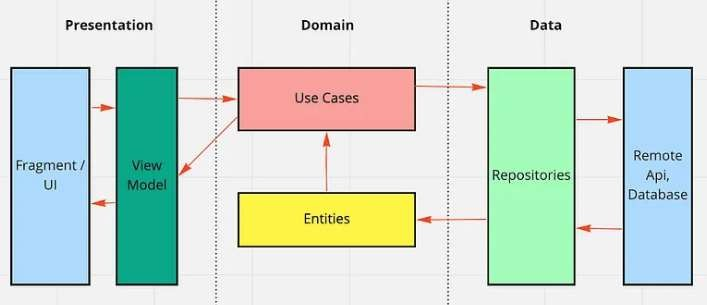 Presentation
Domain
Data
Fragment /
UI
View
Model
Use Cases
Entities
Repositories
Remote
Api,
Database